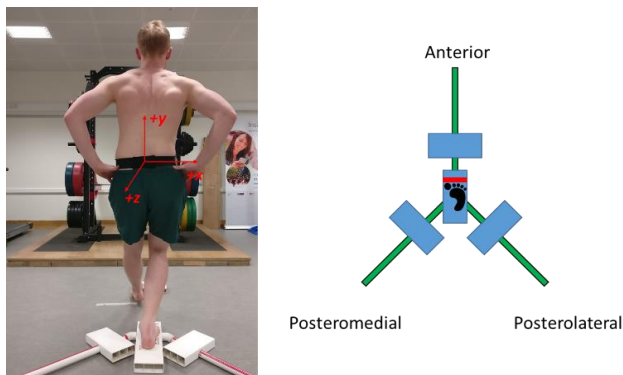 +y
+x
+z
Anterior
Posteromedial
Posterolateral